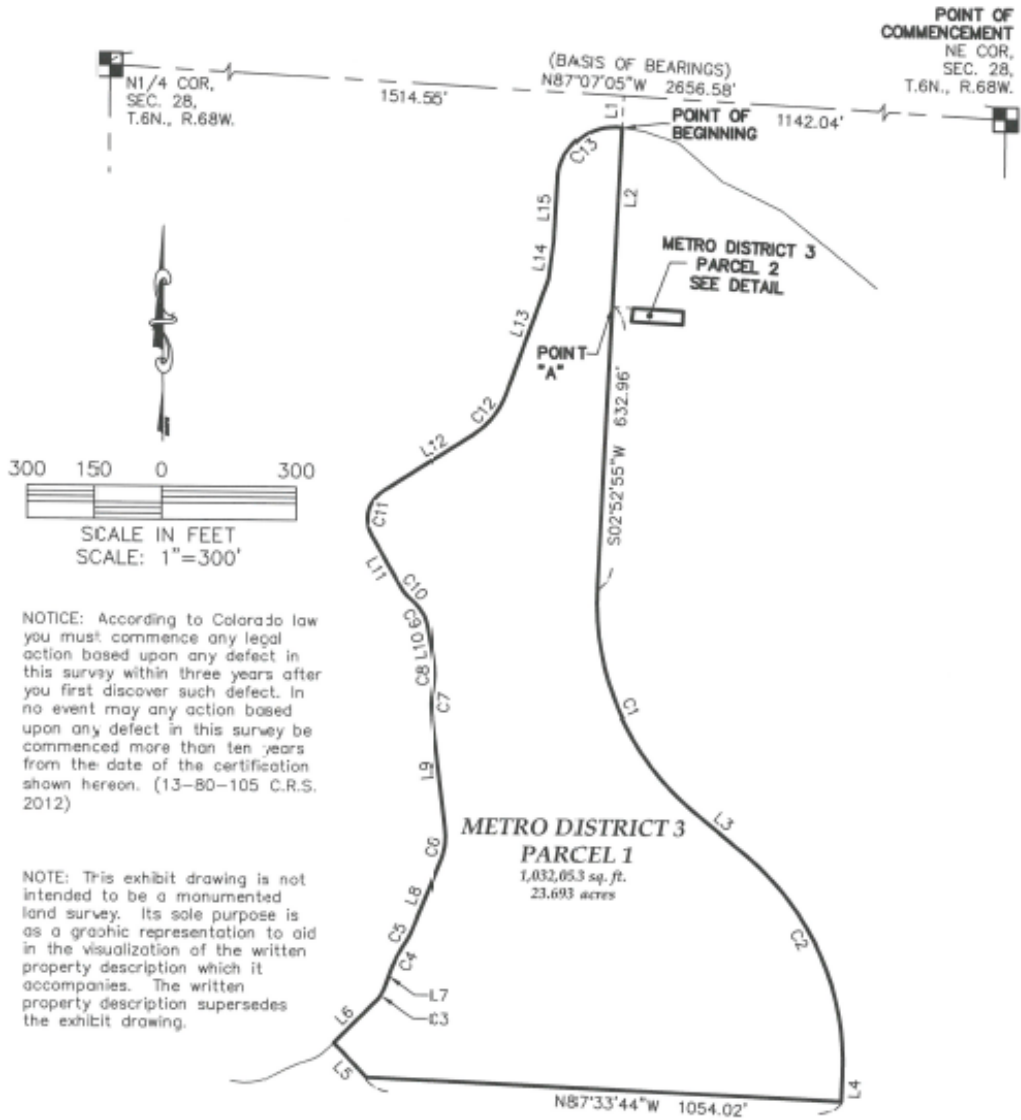 POINT OF
COMMENCEMENT
NE COR,
SEC. 28,
T.6N., R.68W.
(BASIS OF BEARINGS)
N87°07'05"W 2656.58'
N1/4 COR,
SEC. 28,
T.6N., R.68W.
1514.55'
1142.04'
L1
POINT OF
BEGINNING
C13
L2
L15
L14
METRO DISTRICT 3
PARCEL 2
SEE DETAIL
L13
POINT
"A"
C12
S02°52'55"W 632.96'
L12
300 150 0 300
SCALE IN FEET
SCALE: 1"=300'
C11
L11
C10
C9
L10
C8
C7
C1
NOTICE: According to Colorado law
you must commence any legal
action based upon any defect in
this survey within three years after
you first discover such defect. In
no event may any action based
upon any defect in this survey be
commenced more than ten years
from the date of the certification
shown hereon. (13-80-105 C.R.S.
2012)
L9
L3
C6
METRO DISTRICT 3
PARCEL 1
1,032,053 sq. ft.
23.693 acres
NOTE: This exhibit drawing is not
intended to be a monumented
land survey. Its sole purpose is
as a graphic representation to aid
in the visualization of the written
property description which it
accompanies. The written
property description supersedes
the exhibit drawing.
L8
C5
C4
C2
L7
C3
L6
L5
L4
N87°33'44"W 1054.02'